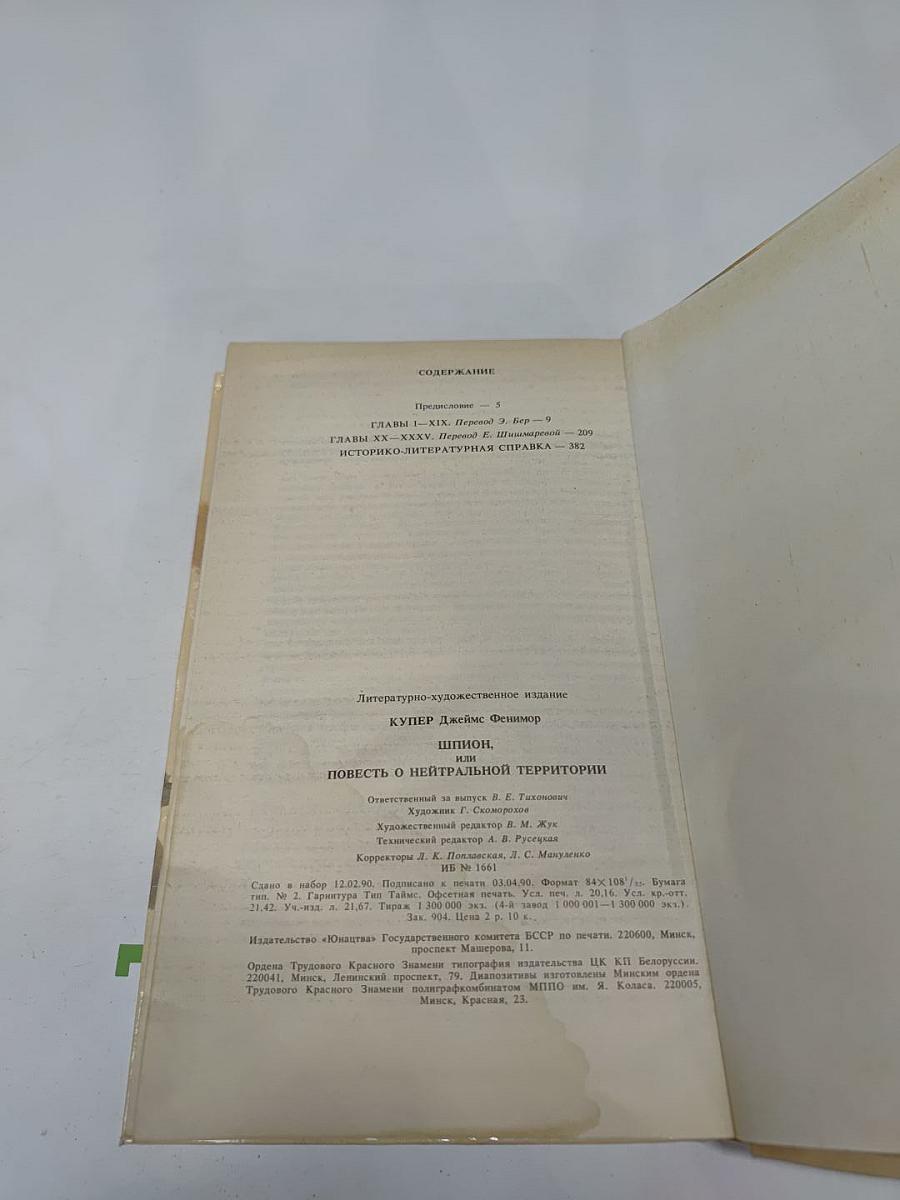 СОДЕРЖАНИЕ
Предисловие — 5
ГЛАВЫ I—XIX. Перевод Э. Бер — 9
ГЛАВЫ XX—XXXV. Перевод Е. Шишмаревой — 209
ИСТОРИКО-ЛИТЕРАТУРНАЯ СПРАВКА — 382
Литературно-художественное издание
КУПЕР Джеймс Фенимор
ШПИОН,
или
ПОВЕСТЬ О НЕЙТРАЛЬНОЙ ТЕРРИТОРИИ
Ответственный за выпуск В. Е. Тихонович
Художник Г. Скоморохов
Художественный редактор В. М. Жук
Технический редактор А. В. Русецкая
Корректоры Л. К. Поплавская, Л. С. Мануленко
ИБ № 1661
Сдано в набор 12.02.90. Подписано к печати 03.04.90. Формат 84×108¹/₃₂. Бумага
тип. № 2. Гарнитура Тип Таймс. Офсетная печать. Усл. печ. л. 20,16. Усл. кр.-отт.
21,42. Уч.-изд. л. 21,67. Тираж 1 300 000 экз. (4-й завод 1 000 001—1 300 000 экз.).
Зак. 904. Цена 2 р. 10 к.
Издательство «Юнацтва» Государственного комитета БССР по печати. 220600, Минск,
проспект Машерова, 11.
Ордена Трудового Красного Знамени типография издательства ЦК КП Белоруссии.
220041, Минск, Ленинский проспект, 79. Диапозитивы изготовлены Минским ордена
Трудового Красного Знамени полиграфкомбинатом МППО им. Я. Коласа. 220005,
Минск, Красная, 23.